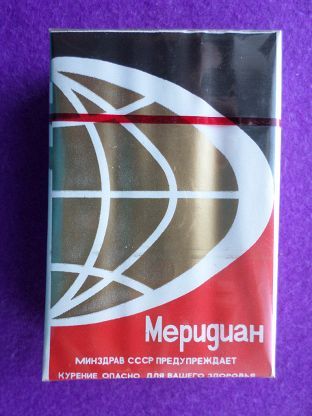 Меридиан
МИНЗДРАВ СССР ПРЕДУПРЕЖДАЕТ
КУРЕНИЕ ОПАСНО ДЛЯ ВАШЕГО ЗДОРОВЬЯ